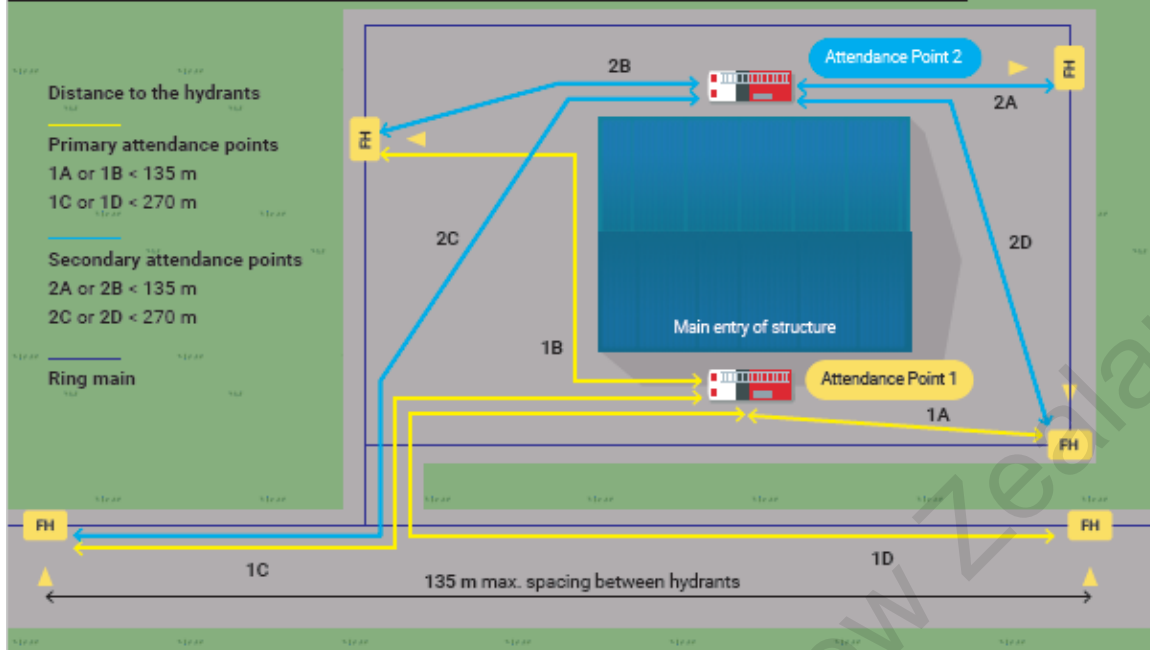 Distance to the hydrants
Primary attendance points
1A or 1B < 135 m
1C or 1D < 270 m
Secondary attendance points
2A or 2B < 135 m
2C or 2D < 270 m
Ring main
2B
Attendance Point 2
FH
2A
FH
2C
2D
Main entry of structure
1B
Attendance Point 1
1A
FH
FH
FH
1C
1D
135 m max. spacing between hydrants